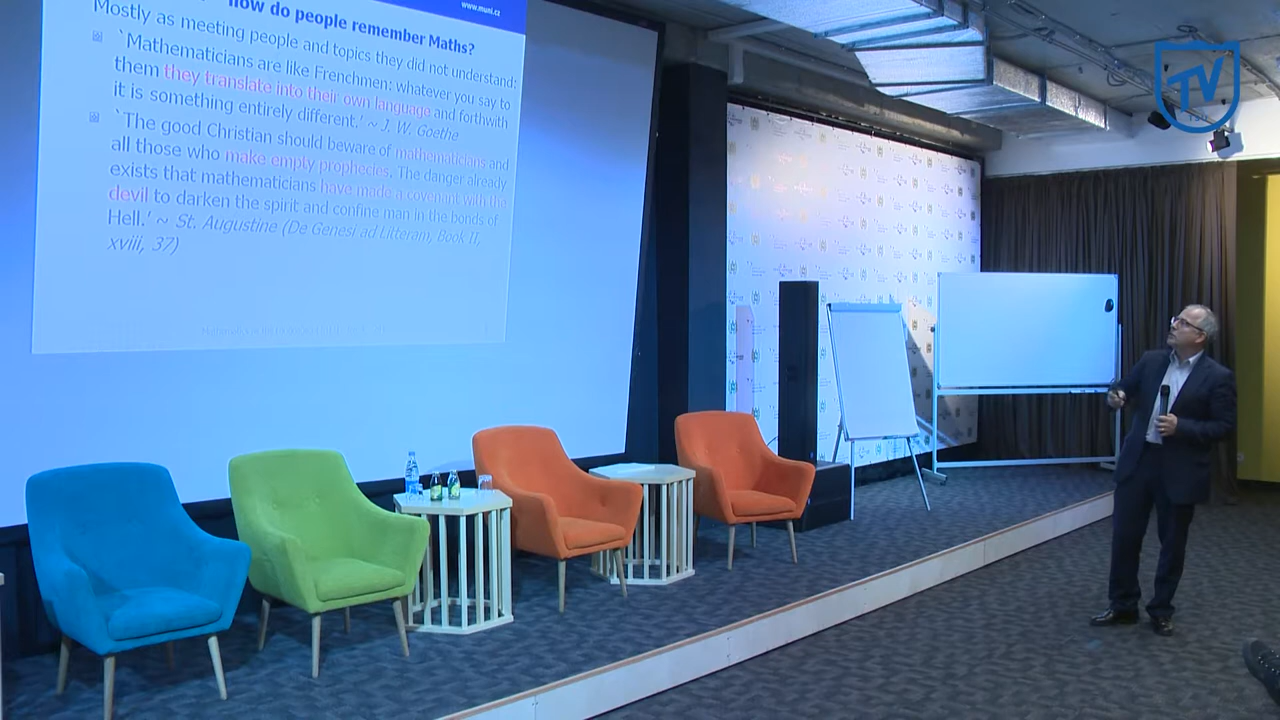 www.muni.cz
how do people remember Maths?
Mostly as meeting people and topics they did not understand:
`Mathematicians are like Frenchmen: whatever you say to
them they translate into their own language and forthwith
it is something entirely different.’ ~ J. W. Goethe
`The good Christian should beware of mathematicians and
all those who make empty prophecies. The danger already
exists that mathematicians have made a covenant with the
devil to darken the spirit and confine man in the bonds of
Hell.’ ~ St. Augustine (De Genesi ad Litteram, Book II,
xviii, 37)
TV